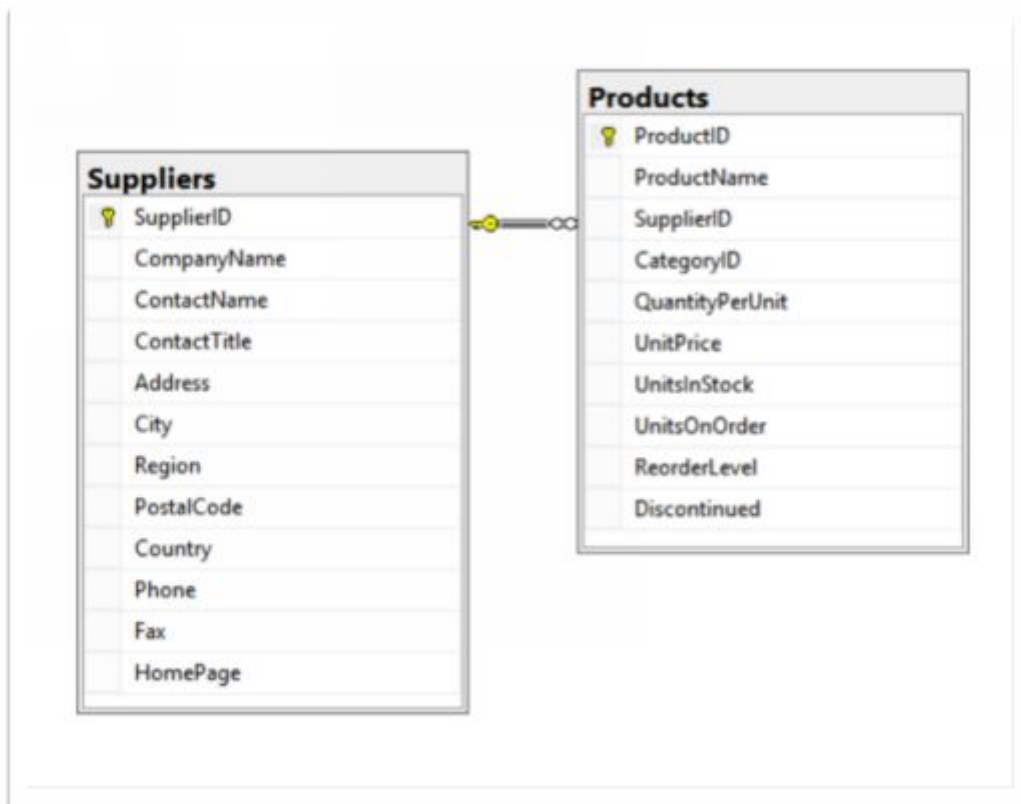 Suppliers
SupplierID
CompanyName
ContactName
ContactTitle
Address
City
Region
PostalCode
Country
Phone
Fax
HomePage
Products
ProductID
ProductName
SupplierID
CategoryID
QuantityPerUnit
UnitPrice
UnitsInStock
UnitsOnOrder
ReorderLevel
Discontinued